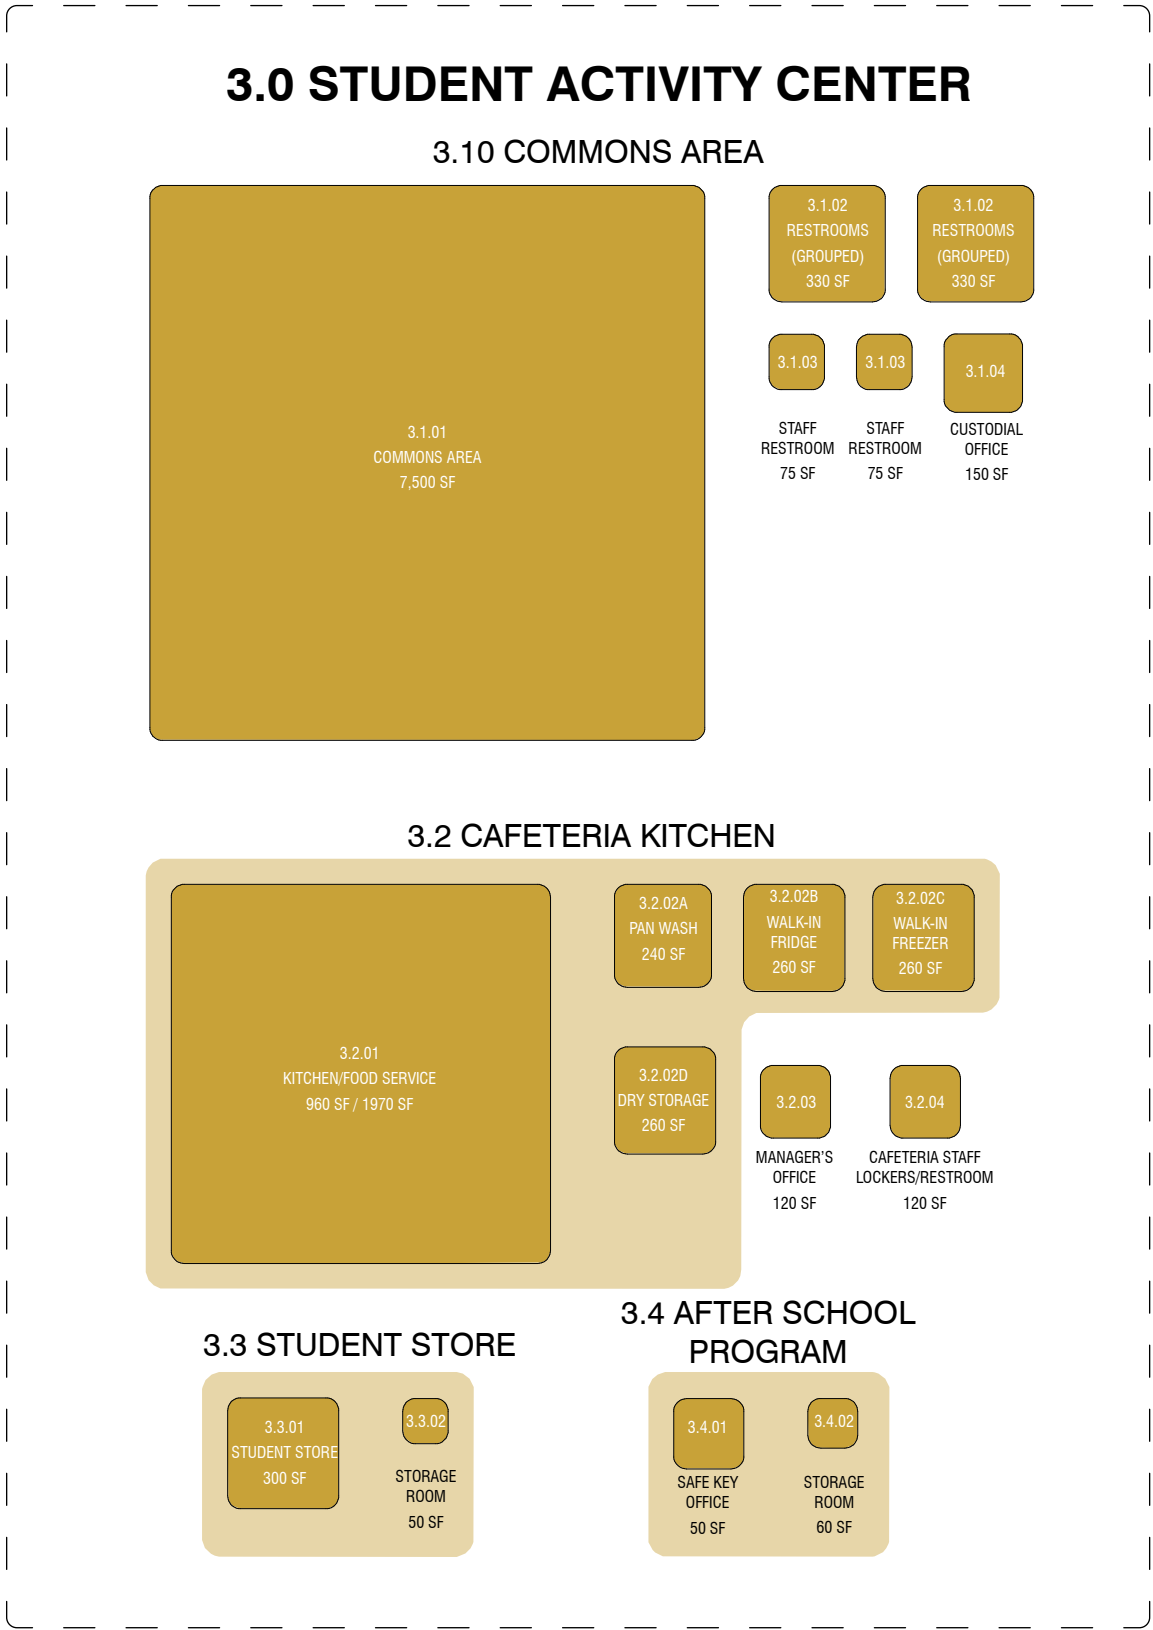 3.0 STUDENT ACTIVITY CENTER
3.10 COMMONS AREA
3.1.01
COMMONS AREA
7,500 SF
3.1.02
RESTROOMS
(GROUPED)
330 SF
3.1.02
RESTROOMS
(GROUPED)
330 SF
3.1.03
STAFF
RESTROOM
75 SF
3.1.03
STAFF
RESTROOM
75 SF
3.1.04
CUSTODIAL
OFFICE
150 SF
3.2 CAFETERIA KITCHEN
3.2.01
KITCHEN/FOOD SERVICE
960 SF / 1970 SF
3.2.02A
PAN WASH
240 SF
3.2.02B
WALK-IN
FRIDGE
260 SF
3.2.02C
WALK-IN
FREEZER
260 SF
3.2.02D
DRY STORAGE
260 SF
3.2.03
MANAGER'S
OFFICE
120 SF
3.2.04
CAFETERIA STAFF
LOCKERS/RESTROOM
120 SF
3.3 STUDENT STORE
3.3.01
STUDENT STORE
300 SF
3.3.02
STORAGE
ROOM
50 SF
3.4 AFTER SCHOOL
PROGRAM
3.4.01
SAFE KEY
OFFICE
50 SF
3.4.02
STORAGE
ROOM
60 SF